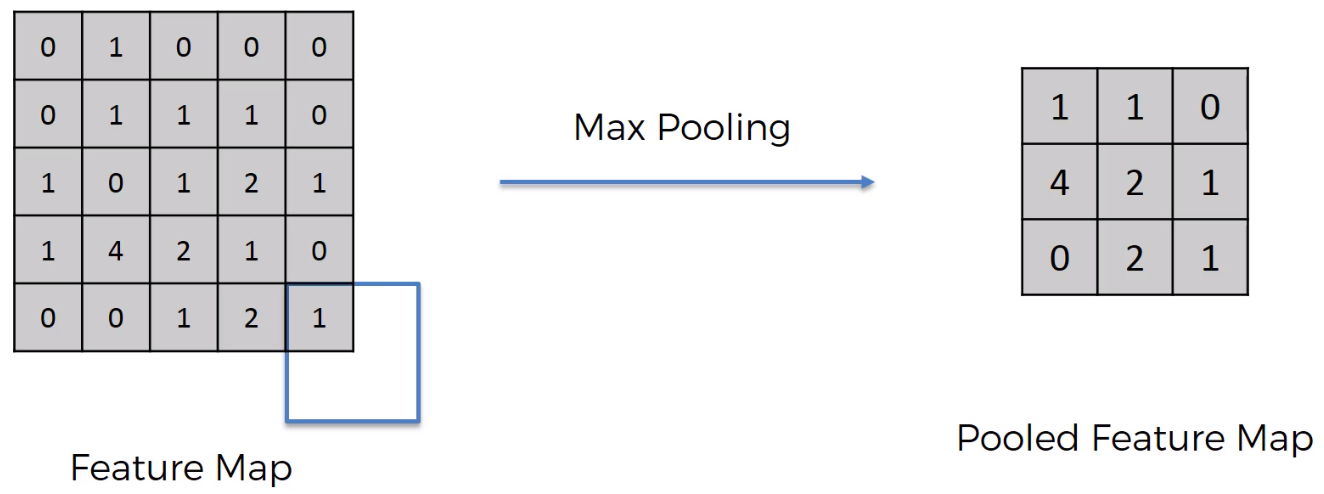 0 1 0 0 0
0 1 1 1 0
1 0 1 2 1
1 4 2 1 0
0 0 1 2 1
Feature Map
Max Pooling
1 1 0
4 2 1
0 2 1
Pooled Feature Map